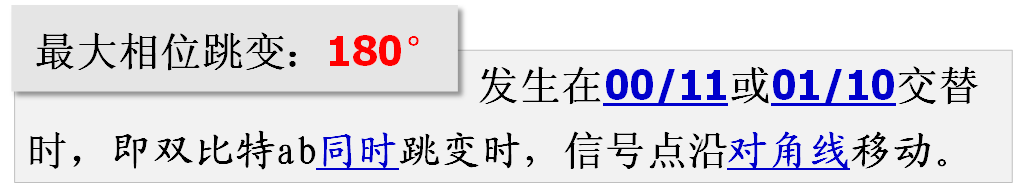 最大相位跳变：180°
发生在00/11或01/10交替
时，即双比特ab同时跳变时，信号点沿对角线移动。